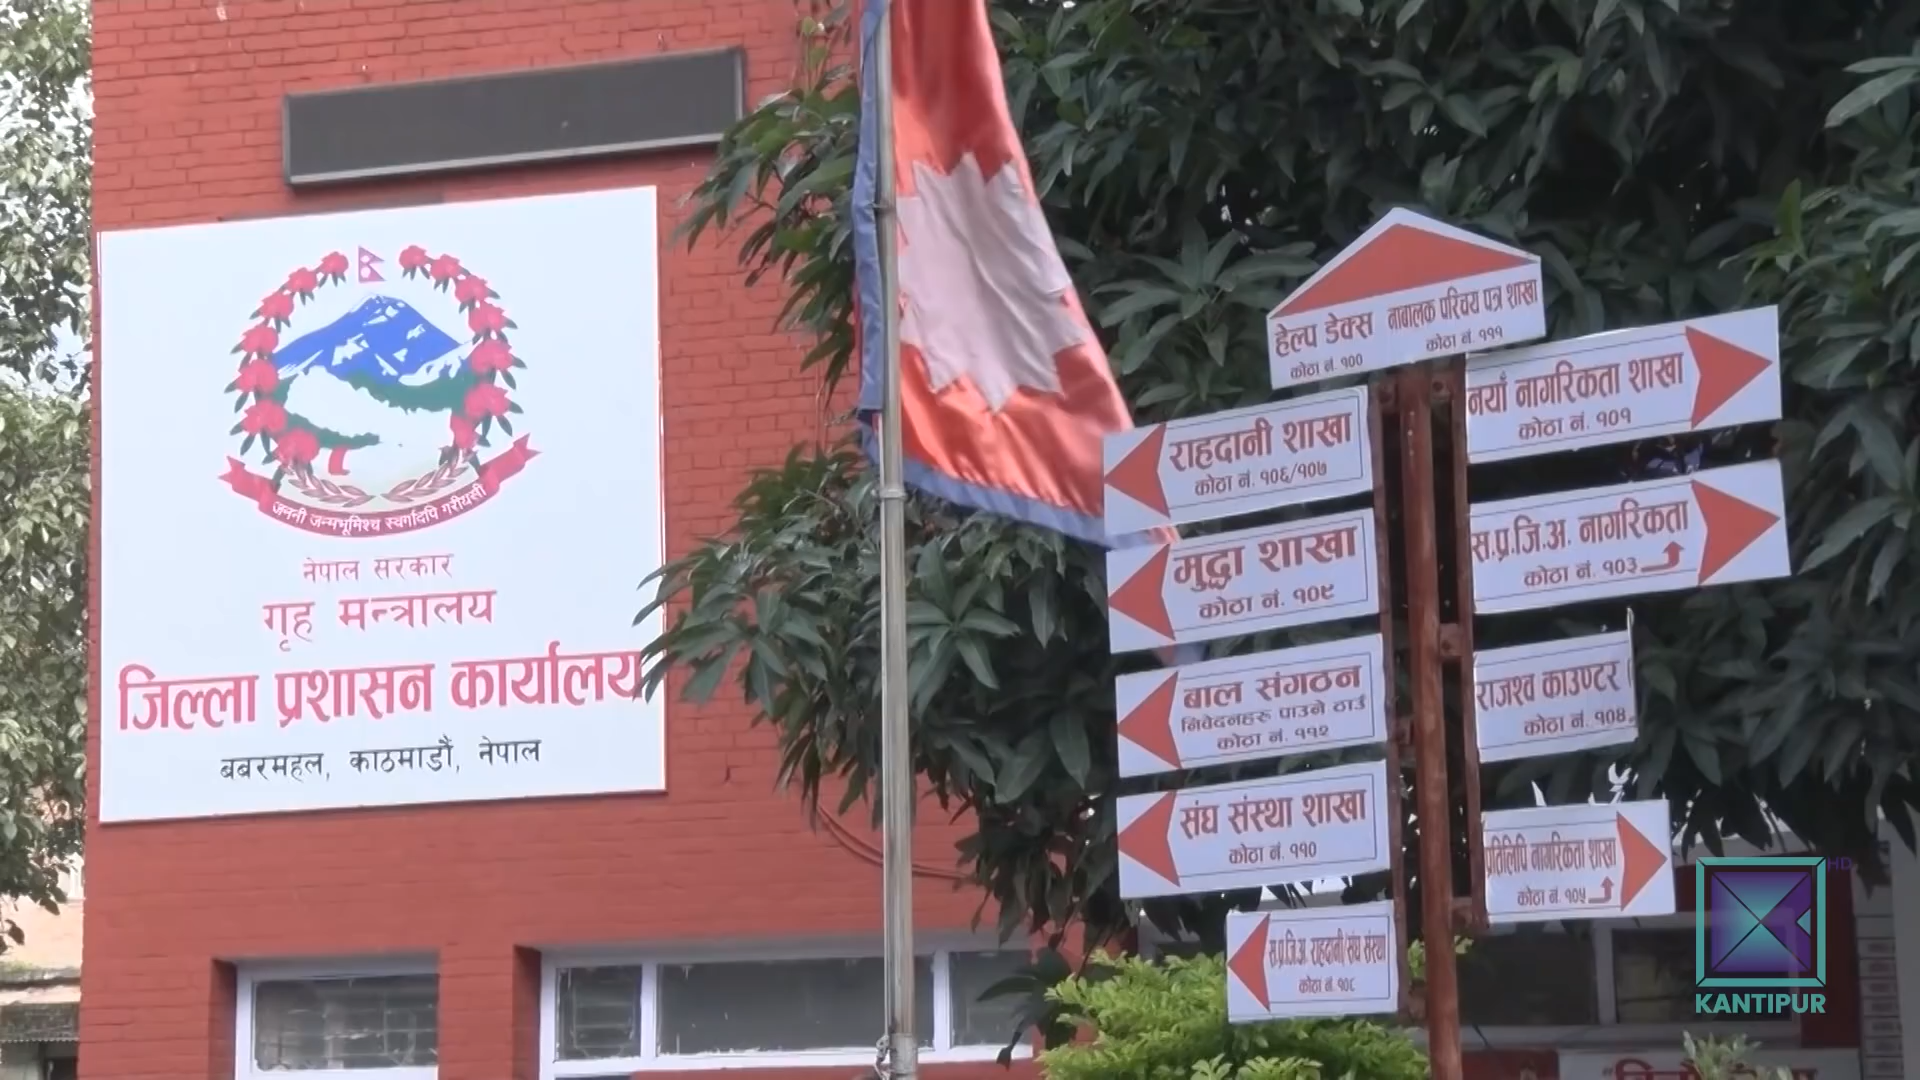 जननी जन्मभूमिश्च स्वर्गादपि गरीयसी
नेपाल सरकार
गृह मन्त्रालय
जिल्ला प्रशासन कार्यालय
बबरमहल, काठमाडौं, नेपाल
हेल्प डेक्स
कोठा नं. १००
नाबालक परिचय पत्र शाखा
कोठा नं. १११
राहदानी शाखा
कोठा नं. १०६/१०७
मुद्दा शाखा
कोठा नं. १०९
बाल संगठन
निवेदनहरू पाउने ठाउँ
कोठा नं. ११२
संघ संस्था शाखा
कोठा नं. ११०
स.प्र.जि.अ. राहदानी/संघ संस्था
कोठा नं. १०८
नयाँ नागरिकता शाखा
कोठा नं. १०१
स.प्र.जि.अ. नागरिकता
कोठा नं. १०३
राजश्व काउण्टर
कोठा नं. १०४
प्रतिलिपि नागरिकता शाखा
कोठा नं. १०५
HD
KANTIPUR